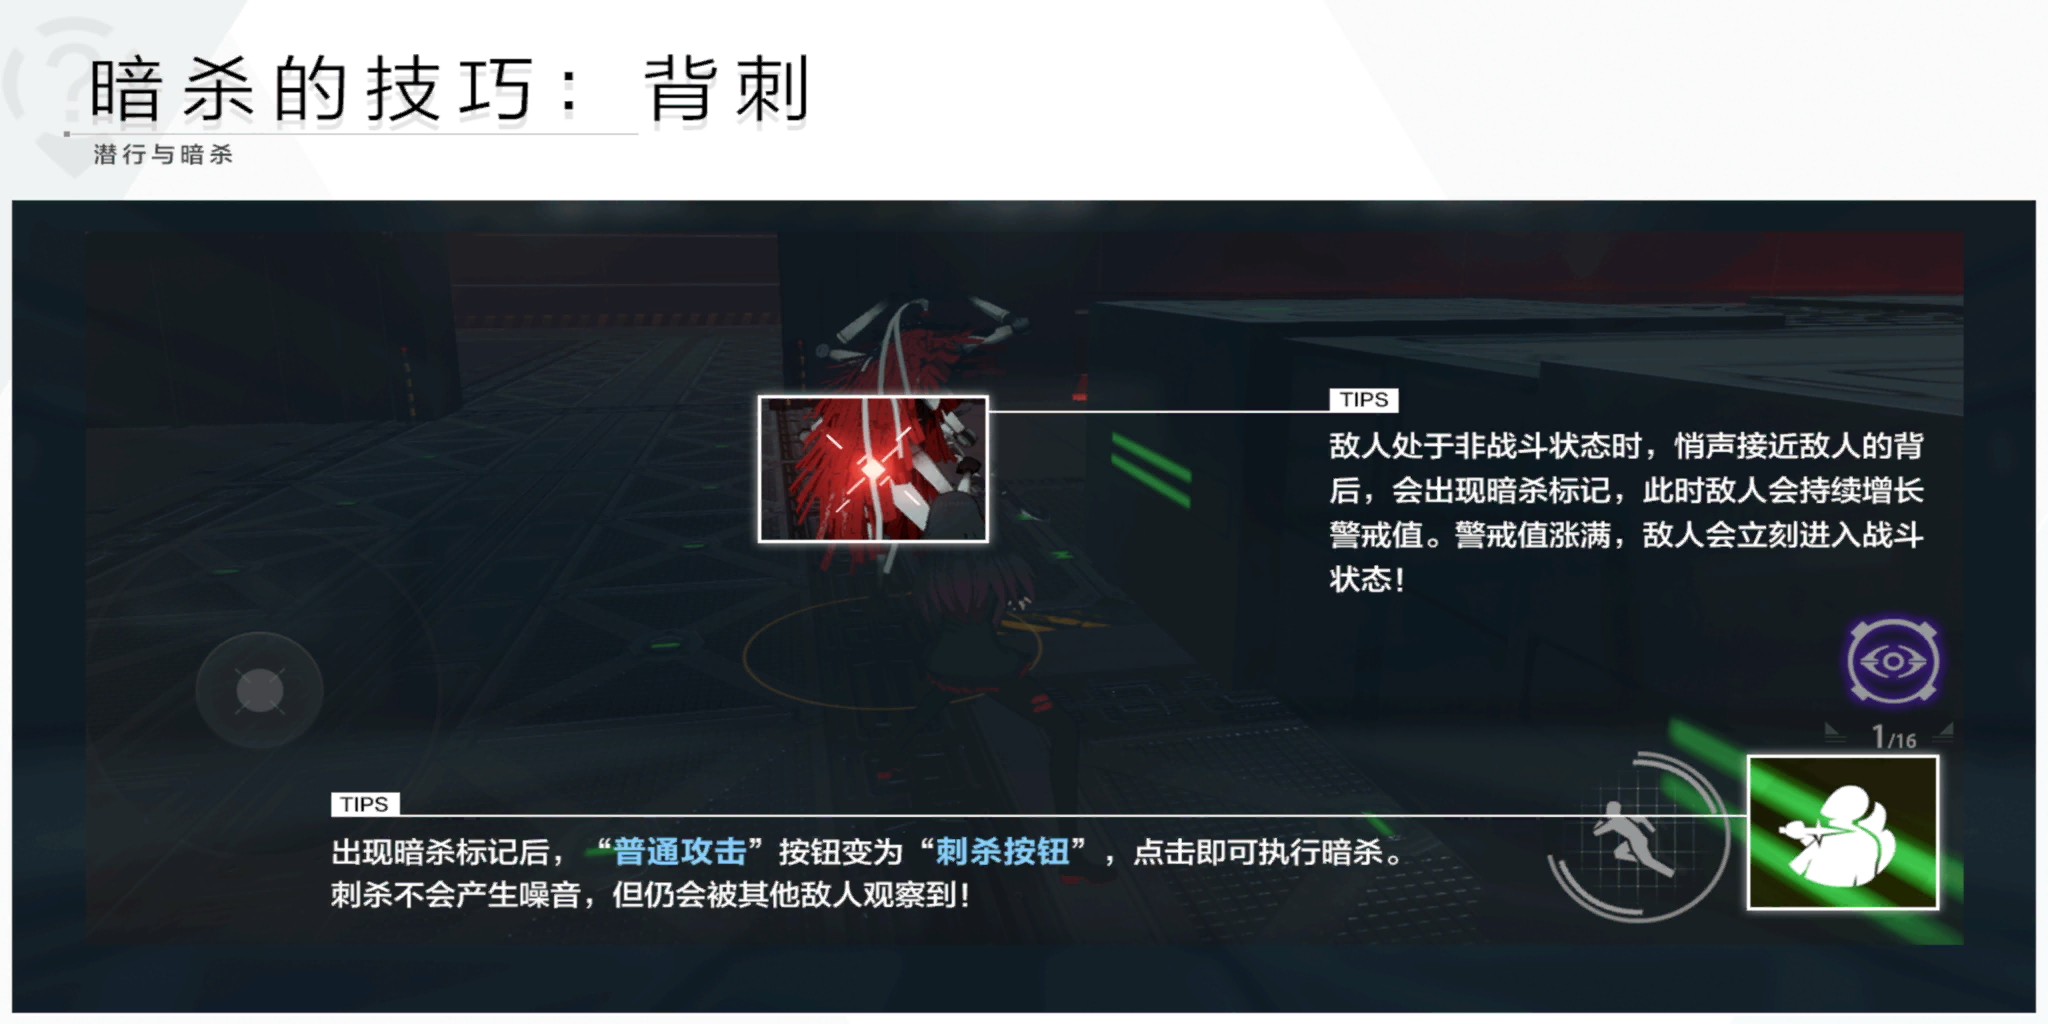 暗杀的技巧：背刺
潜行与暗杀
TIPS
敌人处于非战斗状态时，悄声接近敌人的背
后，会出现暗杀标记，此时敌人会持续增长
警戒值。警戒值涨满，敌人会立刻进入战斗
状态！
1/16
TIPS
出现暗杀标记后，“普通攻击”按钮变为“刺杀按钮”，点击即可执行暗杀。
刺杀不会产生噪音，但仍会被其他敌人观察到！